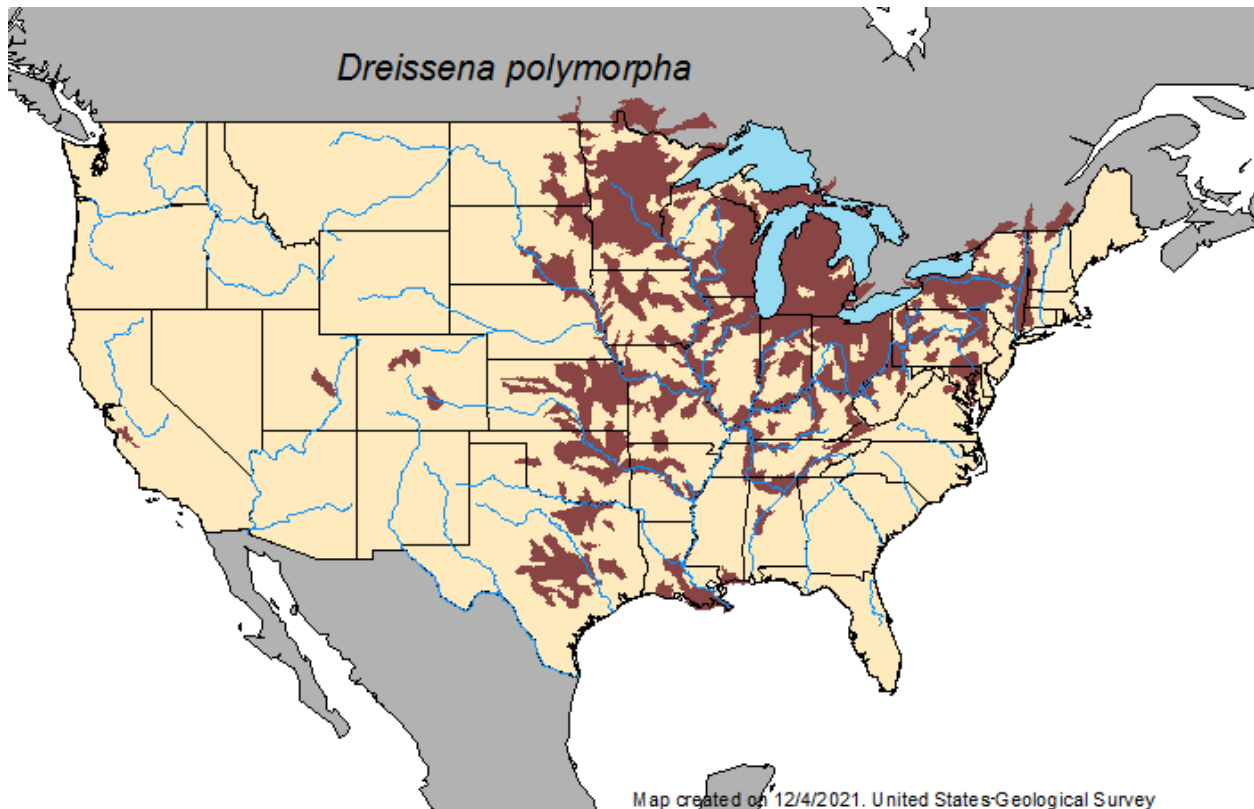 Dreissena polymorpha
Map created on 12/4/2021. United States Geological Survey